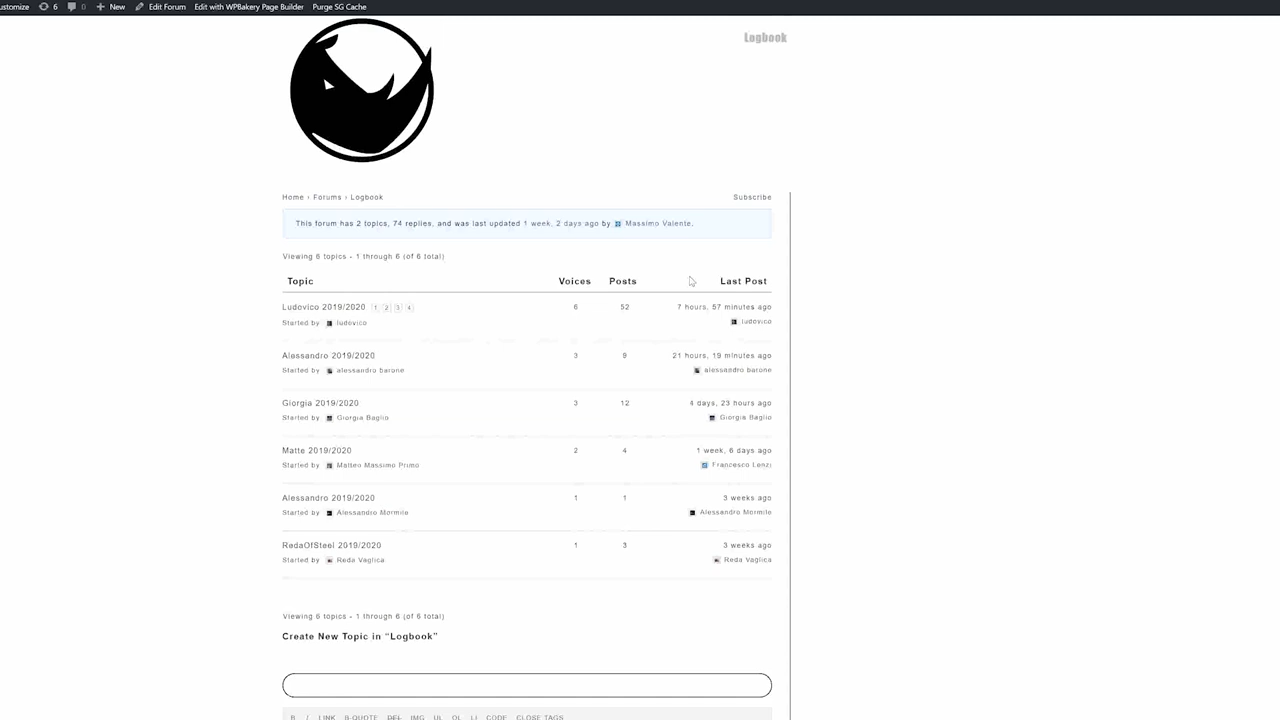 ustomize 6 0 New Edit Forum Edit with WPBakery Page Builder Purge SG Cache
Logbook
Home › Forums › Logbook Subscribe
This forum has 2 topics, 74 replies, and was last updated 1 week, 2 days ago by Massimo Valente.
Viewing 6 topics - 1 through 6 (of 6 total)
Topic Voices Posts Last Post
Ludovico 2019/2020 1 2 3 4 6 52 7 hours, 57 minutes ago
Started by ludovico ludovico
Alessandro 2019/2020 3 9 21 hours, 19 minutes ago
Started by alessandro barone alessandro barone
Giorgia 2019/2020 3 12 4 days, 23 hours ago
Started by Giorgia Baglio Giorgia Baglio
Matte 2019/2020 2 4 1 week, 6 days ago
Started by Matteo Massimo Primo Francesco Lenzi
Alessandro 2019/2020 1 1 3 weeks ago
Started by Alessandro Mormile Alessandro Mormile
RedaOfSteel 2019/2020 1 3 3 weeks ago
Started by Reda Vaglica Reda Vaglica
Viewing 6 topics - 1 through 6 (of 6 total)
Create New Topic in “Logbook”
B I LINK B-QUOTE DEL IMG UL OL LI CODE CLOSE TAGS